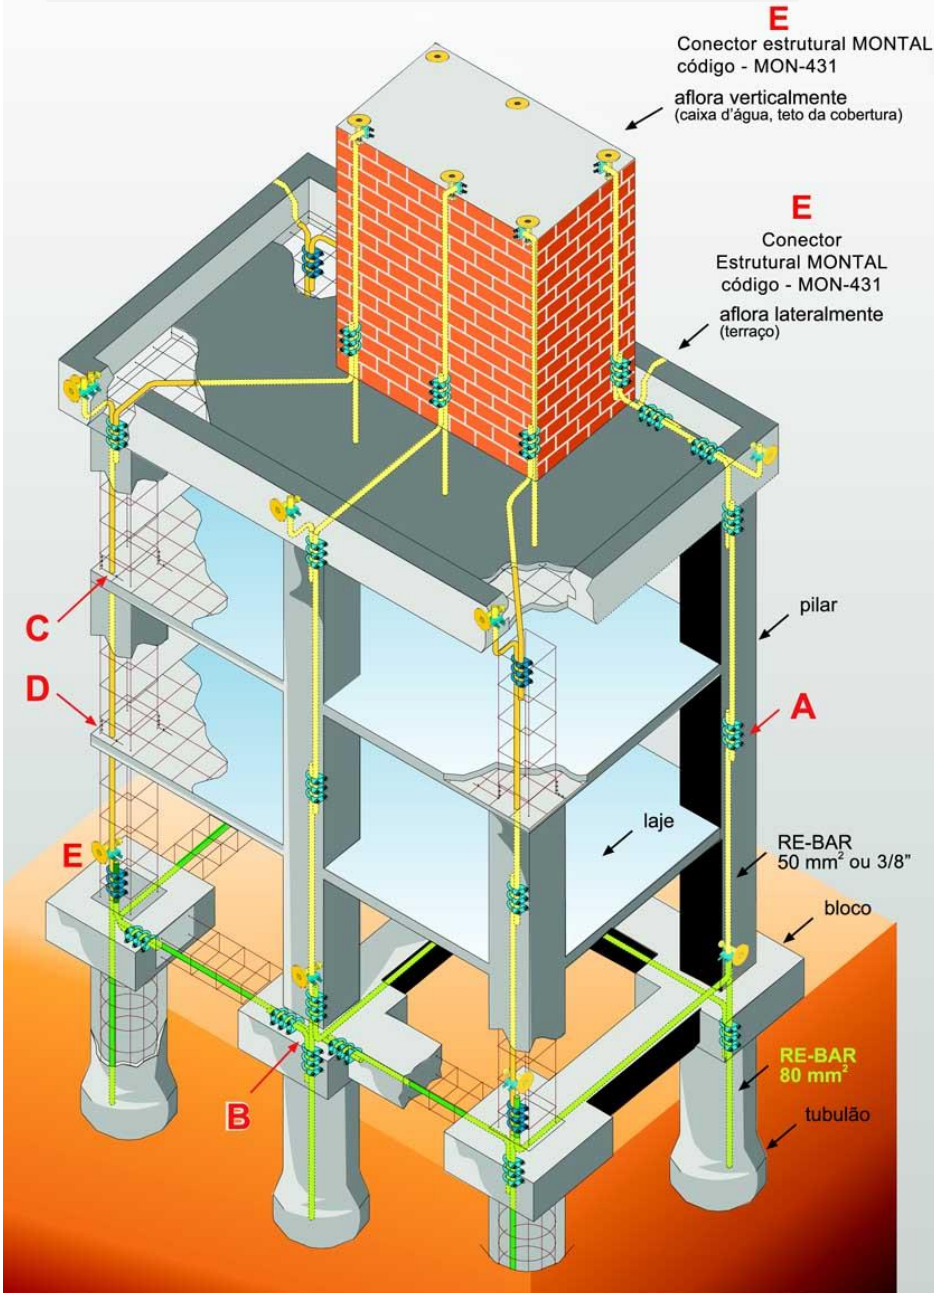 E
Conector estrutural MONTAL
código - MON-431
aflora verticalmente
(caixa d'água, teto da cobertura)
E
Conector
Estrutural MONTAL
código - MON-431
aflora lateralmente
(terraço)
C
pilar
D
A
laje
E
RE-BAR
50 mm² ou 3/8"
bloco
B
RE-BAR
80 mm²
tubulão